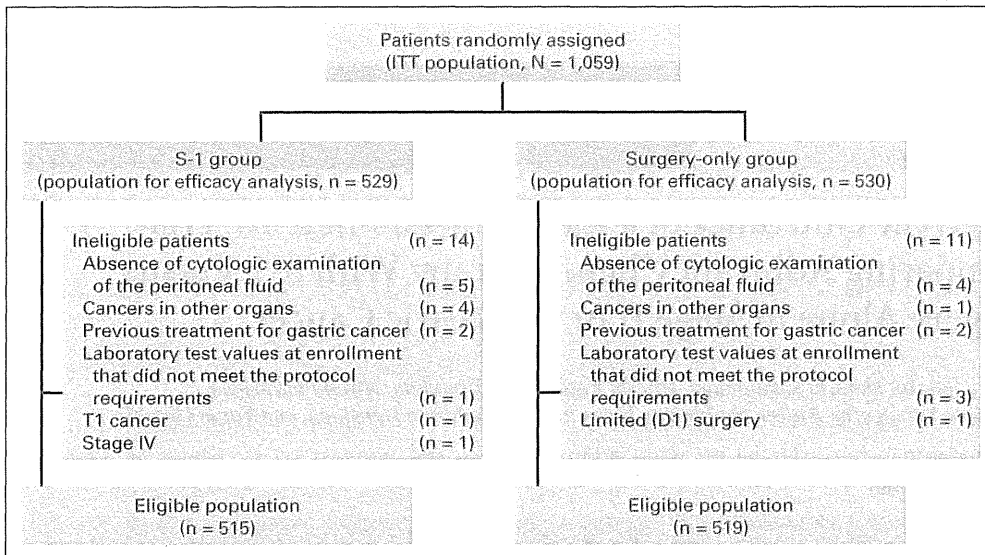 Patients randomly assigned
(ITT population, N = 1,059)
S-1 group
(population for efficacy analysis, n = 529)
Ineligible patients (n = 14)
Absence of cytologic examination
of the peritoneal fluid (n = 5)
Cancers in other organs (n = 4)
Previous treatment for gastric cancer (n = 2)
Laboratory test values at enrollment
that did not meet the protocol
requirements (n = 1)
T1 cancer (n = 1)
Stage IV (n = 1)
Eligible population
(n = 515)
Surgery-only group
(population for efficacy analysis, n = 530)
Ineligible patients (n = 11)
Absence of cytologic examination
of the peritoneal fluid (n = 4)
Cancers in other organs (n = 1)
Previous treatment for gastric cancer (n = 2)
Laboratory test values at enrollment
that did not meet the protocol
requirements (n = 3)
Limited (D1) surgery (n = 1)
Eligible population
(n = 519)